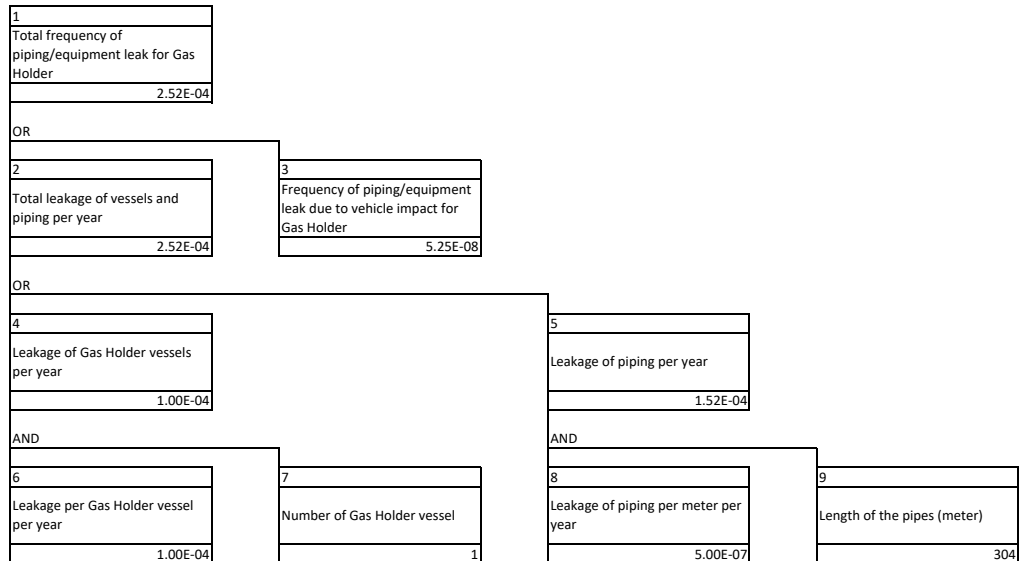 1
Total frequency of
piping/equipment leak for Gas
Holder
2.52E-04
OR
2
Total leakage of vessels and
piping per year
2.52E-04
3
Frequency of piping/equipment
leak due to vehicle impact for
Gas Holder
5.25E-08
OR
4
Leakage of Gas Holder vessels
per year
1.00E-04
5
Leakage of piping per year
1.52E-04
AND
AND
6
Leakage per Gas Holder vessel
per year
1.00E-04
7
Number of Gas Holder vessel
1
8
Leakage of piping per meter per
year
5.00E-07
9
Length of the pipes (meter)
304